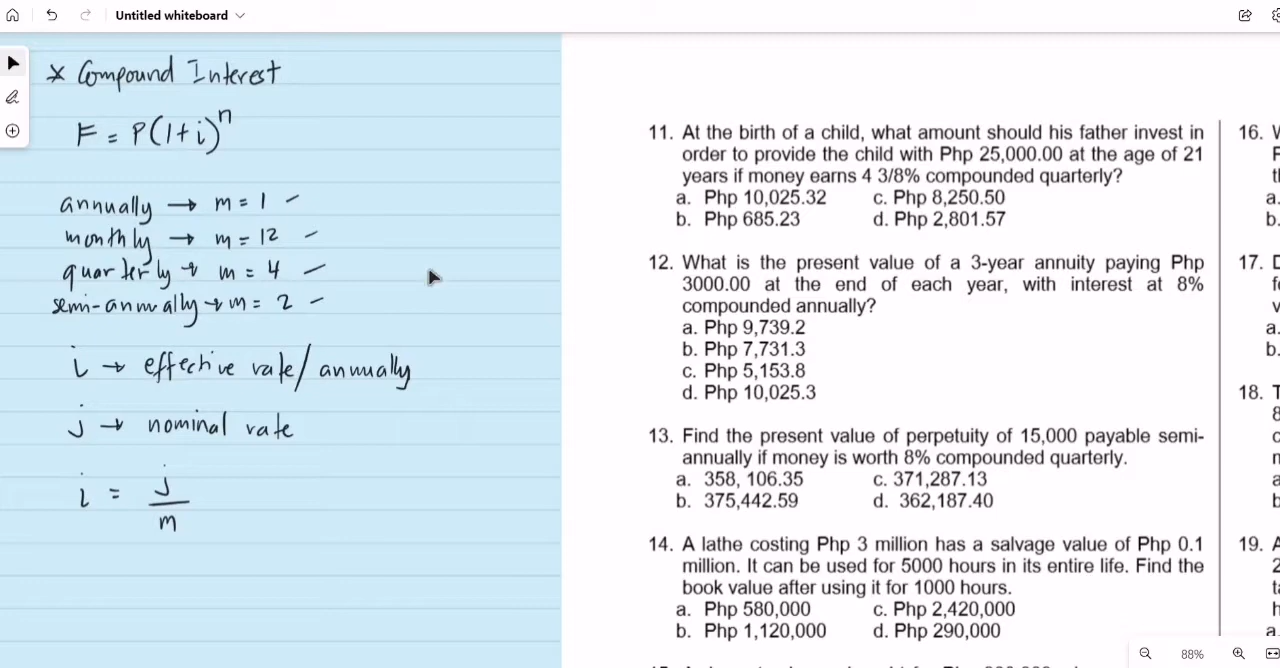 Untitled whiteboard
× Compound Interest
F = P(1+i)^n
annually → m = 1
monthly → m = 12
quarterly → m = 4
semi-annually → m = 2
i → effective rate/annually
j → nominal rate
i = j/m
11. At the birth of a child, what amount should his father invest in
order to provide the child with Php 25,000.00 at the age of 21
years if money earns 4 3/8% compounded quarterly?
a. Php 10,025.32 c. Php 8,250.50
b. Php 685.23 d. Php 2,801.57
12. What is the present value of a 3-year annuity paying Php
3000.00 at the end of each year, with interest at 8%
compounded annually?
a. Php 9,739.2
b. Php 7,731.3
c. Php 5,153.8
d. Php 10,025.3
13. Find the present value of perpetuity of 15,000 payable semi-
annually if money is worth 8% compounded quarterly.
a. 358, 106.35 c. 371,287.13
b. 375,442.59 d. 362,187.40
14. A lathe costing Php 3 million has a salvage value of Php 0.1
million. It can be used for 5000 hours in its entire life. Find the
book value after using it for 1000 hours.
a. Php 580,000 c. Php 2,420,000
b. Php 1,120,000 d. Php 290,000
16.
a.
b.
17.
a.
b.
18.
19.
88%